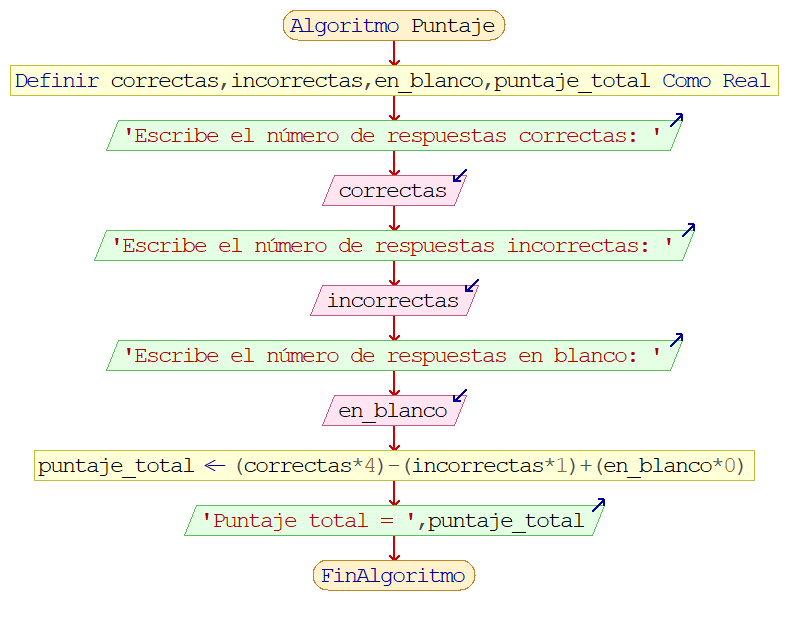 Algoritmo Puntaje
Definir correctas,incorrectas,en_blanco,puntaje_total Como Real
'Escribe el número de respuestas correctas: '
correctas
'Escribe el número de respuestas incorrectas: '
incorrectas
'Escribe el número de respuestas en blanco: '
en_blanco
puntaje_total ← (correctas*4)-(incorrectas*1)+(en_blanco*0)
'Puntaje total = ',puntaje_total
FinAlgoritmo